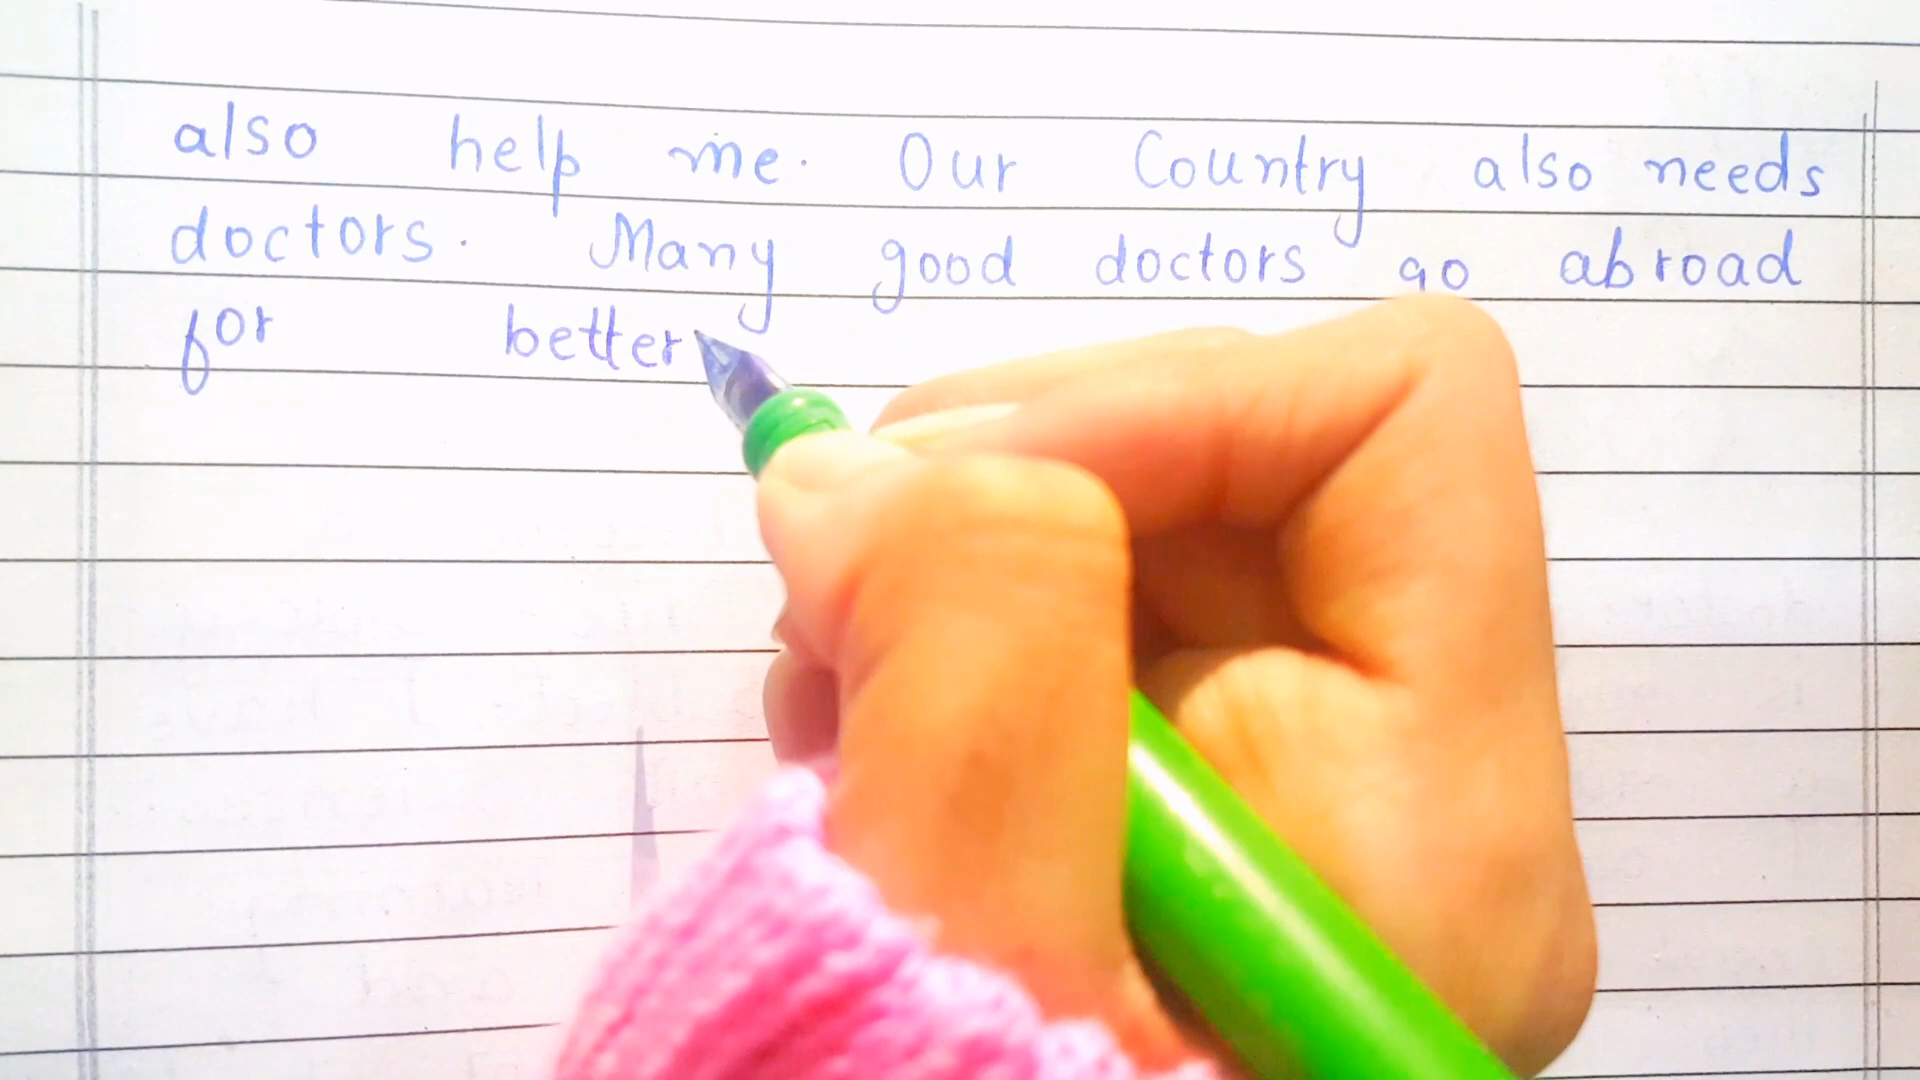 also help me. Our Country also needs
doctors. Many good doctors go abroad
for better